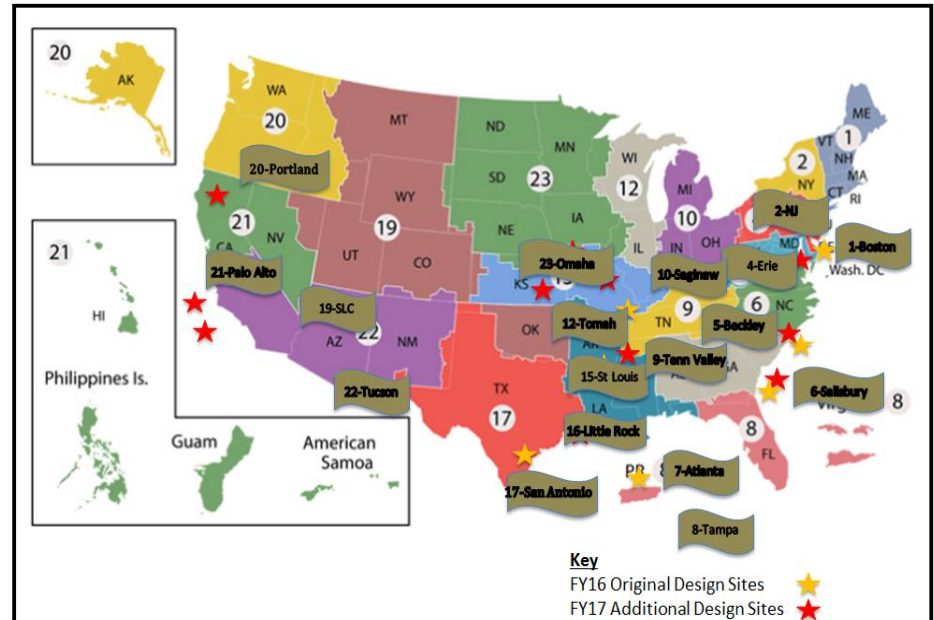 20
AK
WA
20
20-Portland
MT
ND
MN
SD
23
WY
19
NE
IA
WI
12
MI
10
IL
IN
OH
ME
VT
1
NH
2
NY
MA
CT
RI
2-NJ
MD
1-Boston
Wash. DC
4-Erie
21
HI
21
CA
NV
21-Palo Alto
UT
CO
KS
23-Omaha
10-Saginaw
19-SLC
22
AZ
NM
22-Tucson
OK
12-Tomah
TN
9
5-Beckley
6
NC
9-Tenn Valley
15-St Louis
6-Salisbury
8
TX
17
LA
16-Little Rock
8
FL
17-San Antonio
PR
7-Atlanta
8-Tampa
Philippines Is.
Guam
American
Samoa
Key
FY16 Original Design Sites
FY17 Additional Design Sites